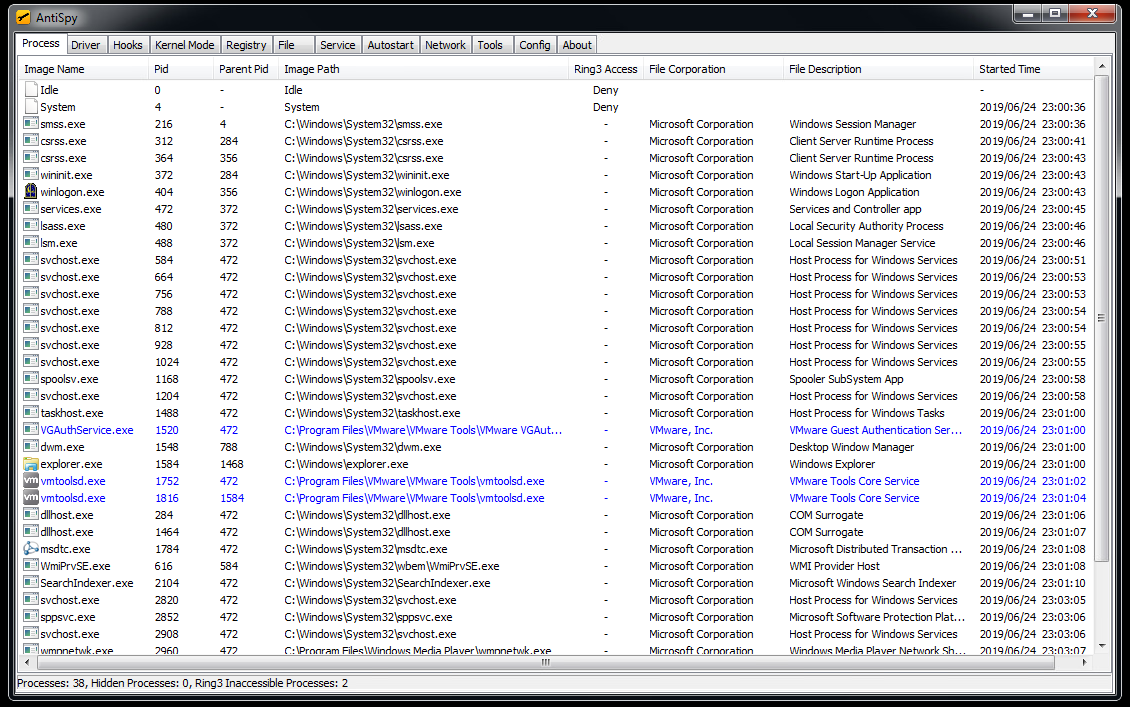 AntiSpy
Process Driver Hooks Kernel Mode Registry File Service Autostart Network Tools Config About
Image Name Pid Parent Pid Image Path Ring3 Access File Corporation File Description Started Time
Idle 0 - Idle Deny -
System 4 - System Deny 2019/06/24 23:00:36
smss.exe 216 4 C:\Windows\System32\smss.exe - Microsoft Corporation Windows Session Manager 2019/06/24 23:00:36
csrss.exe 312 284 C:\Windows\System32\csrss.exe - Microsoft Corporation Client Server Runtime Process 2019/06/24 23:00:41
csrss.exe 364 356 C:\Windows\System32\csrss.exe - Microsoft Corporation Client Server Runtime Process 2019/06/24 23:00:43
wininit.exe 372 284 C:\Windows\System32\wininit.exe - Microsoft Corporation Windows Start-Up Application 2019/06/24 23:00:43
winlogon.exe 404 356 C:\Windows\System32\winlogon.exe - Microsoft Corporation Windows Logon Application 2019/06/24 23:00:43
services.exe 472 372 C:\Windows\System32\services.exe - Microsoft Corporation Services and Controller app 2019/06/24 23:00:45
lsass.exe 480 372 C:\Windows\System32\lsass.exe - Microsoft Corporation Local Security Authority Process 2019/06/24 23:00:46
lsm.exe 488 372 C:\Windows\System32\lsm.exe - Microsoft Corporation Local Session Manager Service 2019/06/24 23:00:46
svchost.exe 584 472 C:\Windows\System32\svchost.exe - Microsoft Corporation Host Process for Windows Services 2019/06/24 23:00:51
svchost.exe 664 472 C:\Windows\System32\svchost.exe - Microsoft Corporation Host Process for Windows Services 2019/06/24 23:00:53
svchost.exe 756 472 C:\Windows\System32\svchost.exe - Microsoft Corporation Host Process for Windows Services 2019/06/24 23:00:53
svchost.exe 788 472 C:\Windows\System32\svchost.exe - Microsoft Corporation Host Process for Windows Services 2019/06/24 23:00:54
svchost.exe 812 472 C:\Windows\System32\svchost.exe - Microsoft Corporation Host Process for Windows Services 2019/06/24 23:00:54
svchost.exe 928 472 C:\Windows\System32\svchost.exe - Microsoft Corporation Host Process for Windows Services 2019/06/24 23:00:55
svchost.exe 1024 472 C:\Windows\System32\svchost.exe - Microsoft Corporation Host Process for Windows Services 2019/06/24 23:00:55
spoolsv.exe 1168 472 C:\Windows\System32\spoolsv.exe - Microsoft Corporation Spooler SubSystem App 2019/06/24 23:00:58
svchost.exe 1204 472 C:\Windows\System32\svchost.exe - Microsoft Corporation Host Process for Windows Services 2019/06/24 23:00:58
taskhost.exe 1488 472 C:\Windows\System32\taskhost.exe - Microsoft Corporation Host Process for Windows Tasks 2019/06/24 23:01:00
VGAuthService.exe 1520 472 C:\Program Files\VMware\VMware Tools\VMware VGAut... - VMware, Inc. VMware Guest Authentication Ser... 2019/06/24 23:01:00
dwm.exe 1548 788 C:\Windows\System32\dwm.exe - Microsoft Corporation Desktop Window Manager 2019/06/24 23:01:00
explorer.exe 1584 1468 C:\Windows\explorer.exe - Microsoft Corporation Windows Explorer 2019/06/24 23:01:00
vm vmtoolsd.exe 1752 472 C:\Program Files\VMware\VMware Tools\vmtoolsd.exe - VMware, Inc. VMware Tools Core Service 2019/06/24 23:01:02
vm vmtoolsd.exe 1816 1584 C:\Program Files\VMware\VMware Tools\vmtoolsd.exe - VMware, Inc. VMware Tools Core Service 2019/06/24 23:01:04
dllhost.exe 284 472 C:\Windows\System32\dllhost.exe - Microsoft Corporation COM Surrogate 2019/06/24 23:01:06
dllhost.exe 1464 472 C:\Windows\System32\dllhost.exe - Microsoft Corporation COM Surrogate 2019/06/24 23:01:07
msdtc.exe 1784 472 C:\Windows\System32\msdtc.exe - Microsoft Corporation Microsoft Distributed Transaction ... 2019/06/24 23:01:08
WmiPrvSE.exe 616 584 C:\Windows\System32\wbem\WmiPrvSE.exe - Microsoft Corporation WMI Provider Host 2019/06/24 23:01:08
SearchIndexer.exe 2104 472 C:\Windows\System32\SearchIndexer.exe - Microsoft Corporation Microsoft Windows Search Indexer 2019/06/24 23:01:10
svchost.exe 2820 472 C:\Windows\System32\svchost.exe - Microsoft Corporation Host Process for Windows Services 2019/06/24 23:03:05
sppsvc.exe 2852 472 C:\Windows\System32\sppsvc.exe - Microsoft Corporation Microsoft Software Protection Plat... 2019/06/24 23:03:06
svchost.exe 2908 472 C:\Windows\System32\svchost.exe - Microsoft Corporation Host Process for Windows Services 2019/06/24 23:03:06
wmpnetwk.exe 2960 472 C:\Program Files\Windows Media Player\wmpnetwk.exe - Microsoft Corporation Windows Media Player Network Sh... 2019/06/24 23:03:07
Processes: 38, Hidden Processes: 0, Ring3 Inaccessible Processes: 2